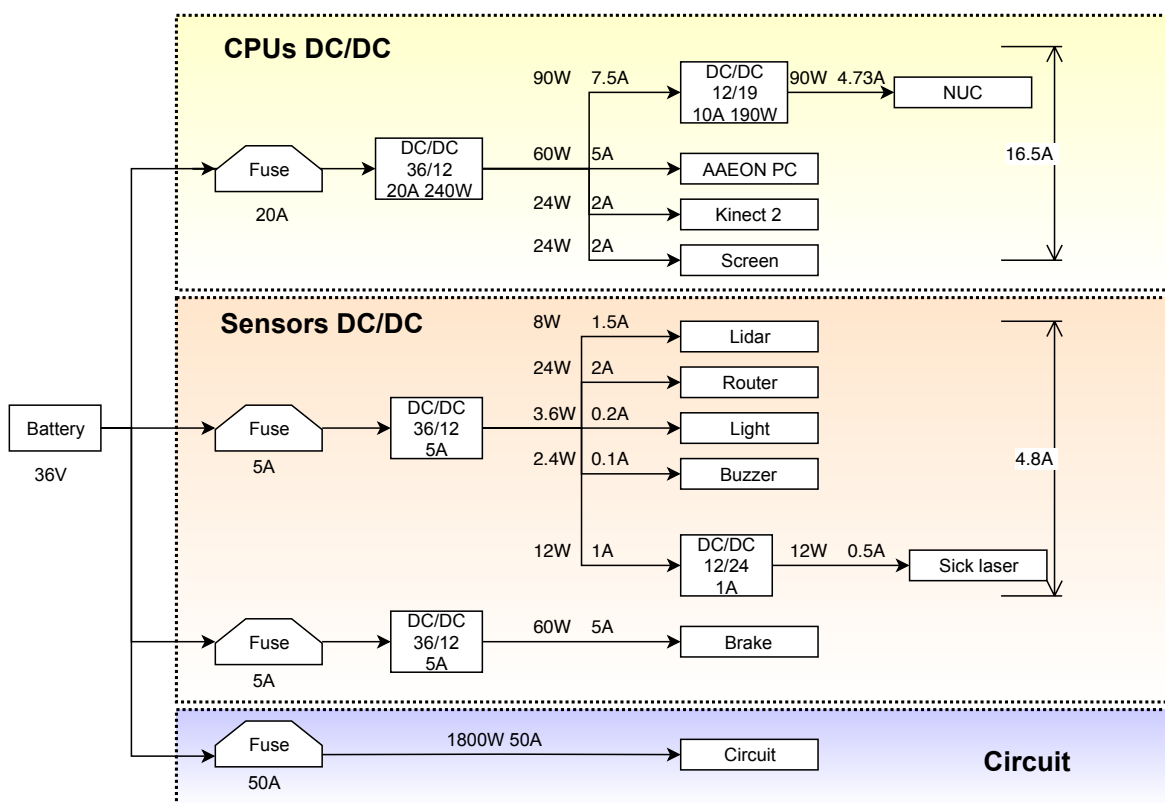 CPUs DC/DC
90W 7.5A
DC/DC
12/19
10A 190W
90W 4.73A
NUC
Fuse
20A
DC/DC
36/12
20A 240W
60W 5A
AAEON PC
24W 2A
Kinect 2
24W 2A
Screen
16.5A
Sensors DC/DC
8W 1.5A
Lidar
24W 2A
Router
Battery
36V
Fuse
5A
DC/DC
36/12
5A
3.6W 0.2A
Light
2.4W 0.1A
Buzzer
4.8A
12W 1A
DC/DC
12/24
1A
12W 0.5A
Sick laser
Fuse
5A
DC/DC
36/12
5A
60W 5A
Brake
Fuse
50A
1800W 50A
Circuit
Circuit